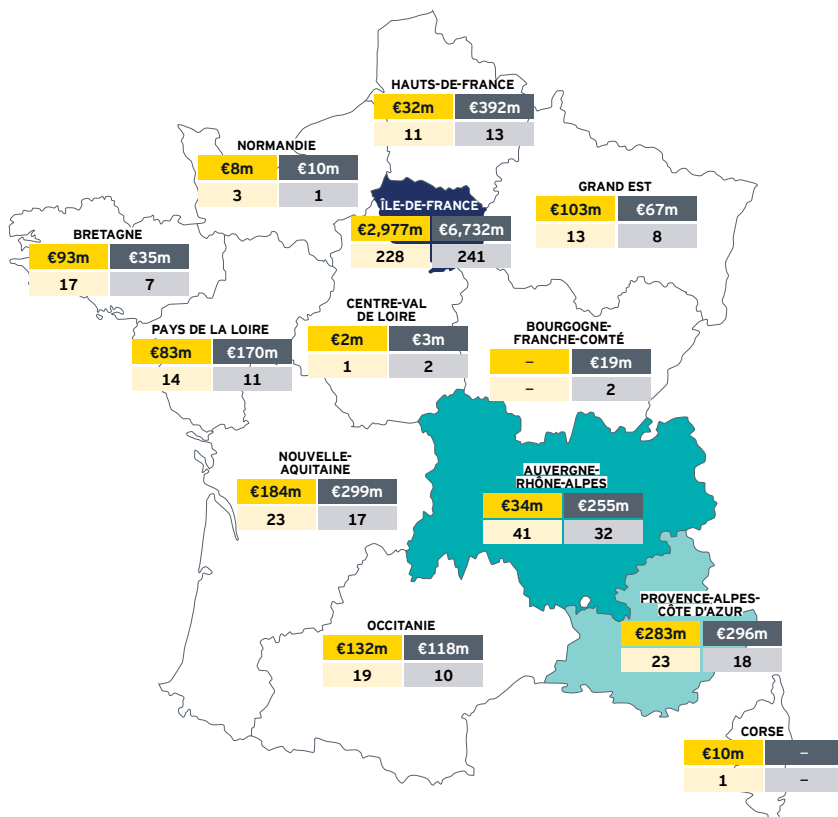 HAUTS-DE-FRANCE
€32m €392m
11 13
NORMANDIE
€8m €10m
3 1
ÎLE-DE-FRANCE
€2,977m €6,732m
228 241
GRAND EST
€103m €67m
13 8
BRETAGNE
€93m €35m
17 7
PAYS DE LA LOIRE
€83m €170m
14 11
CENTRE-VAL
DE LOIRE
€2m €3m
1 2
BOURGOGNE-
FRANCHE-COMTÉ
– €19m
– 2
NOUVELLE-
AQUITAINE
€184m €299m
23 17
AUVERGNE-
RHÔNE-ALPES
€34m €255m
41 32
OCCITANIE
€132m €118m
19 10
PROVENCE-ALPES-
CÔTE D'AZUR
€283m €296m
23 18
CORSE
€10m –
1 –